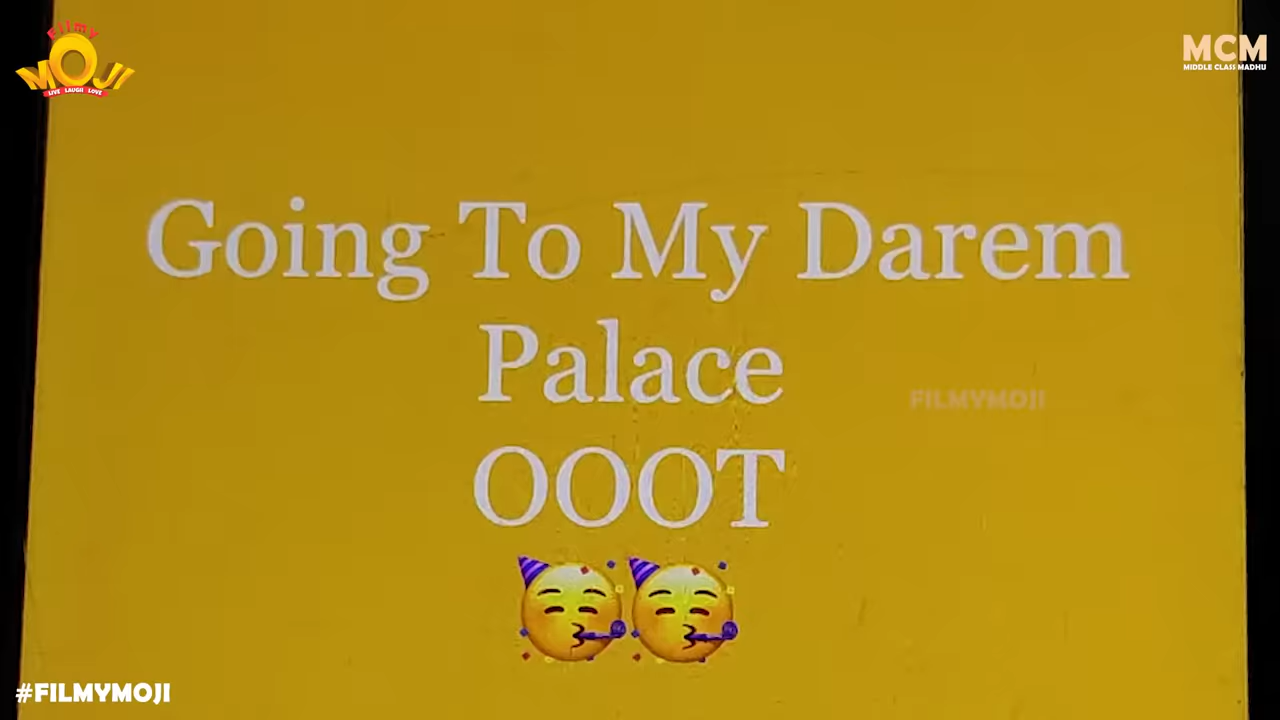 Filmy
MOJI
LIVE LAUGH LOVE
MCM
MIDDLE CLASS MADHU
Going To My Darem
Palace
OOOT
🥳🥳
FILMYMOJI
#FILMYMOJI